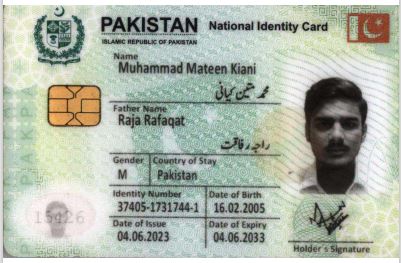 PAKISTAN National Identity Card
ISLAMIC REPUBLIC OF PAKISTAN
Name
Muhammad Mateen Kiani
محمد متین کیانی
Father Name
Raja Rafaqat
راجہ رفاقت
Gender Country of Stay
M Pakistan
Identity Number Date of Birth
37405-1731744-1 16.02.2005
Date of Issue Date of Expiry
04.06.2023 04.06.2033
Holder's Signature